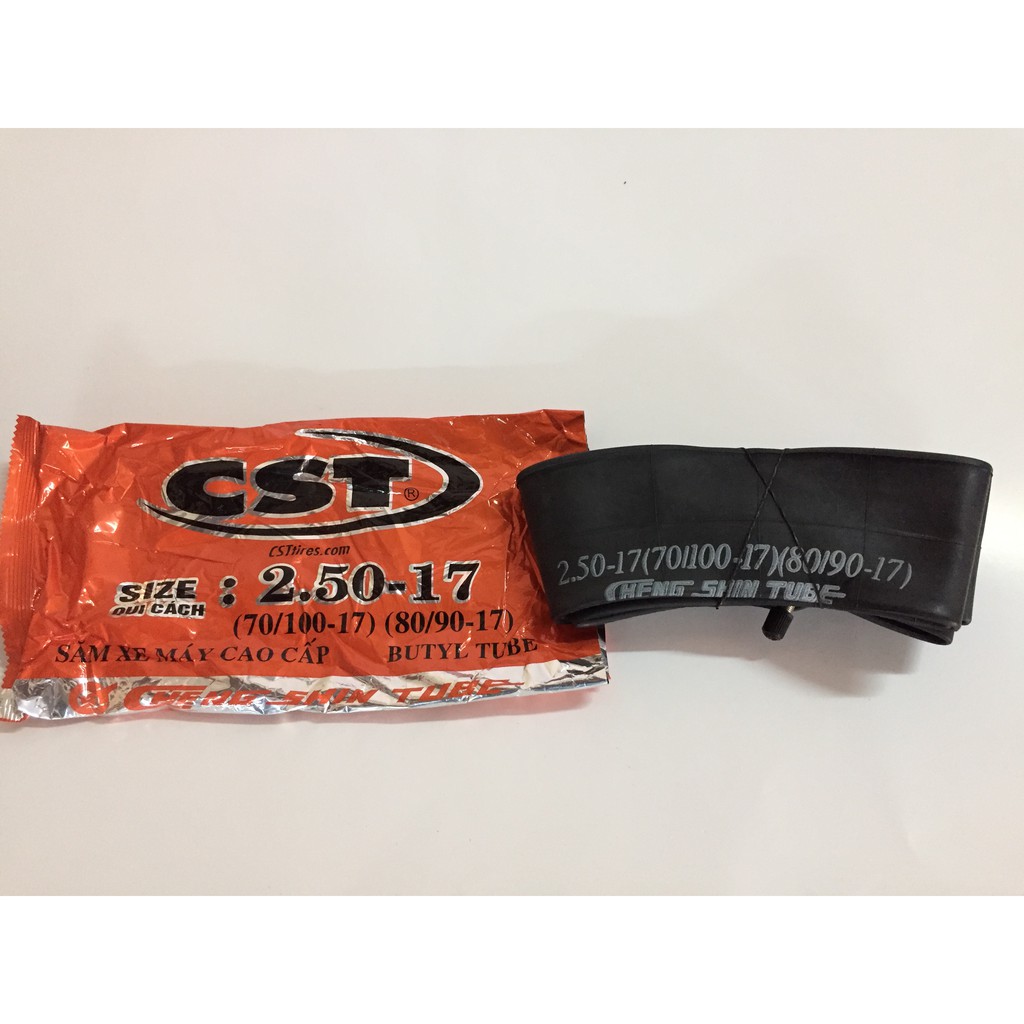 CST®
CSTtires.com
SIZE
QUI CÁCH
: 2.50-17
(70/100-17) (80/90-17)
SĂM XE MÁY CAO CẤP BUTYL TUBE
CHENG SHIN TUBE
2.50-17(70/100-17)(80/90-17)
CHENG SHIN TUBE